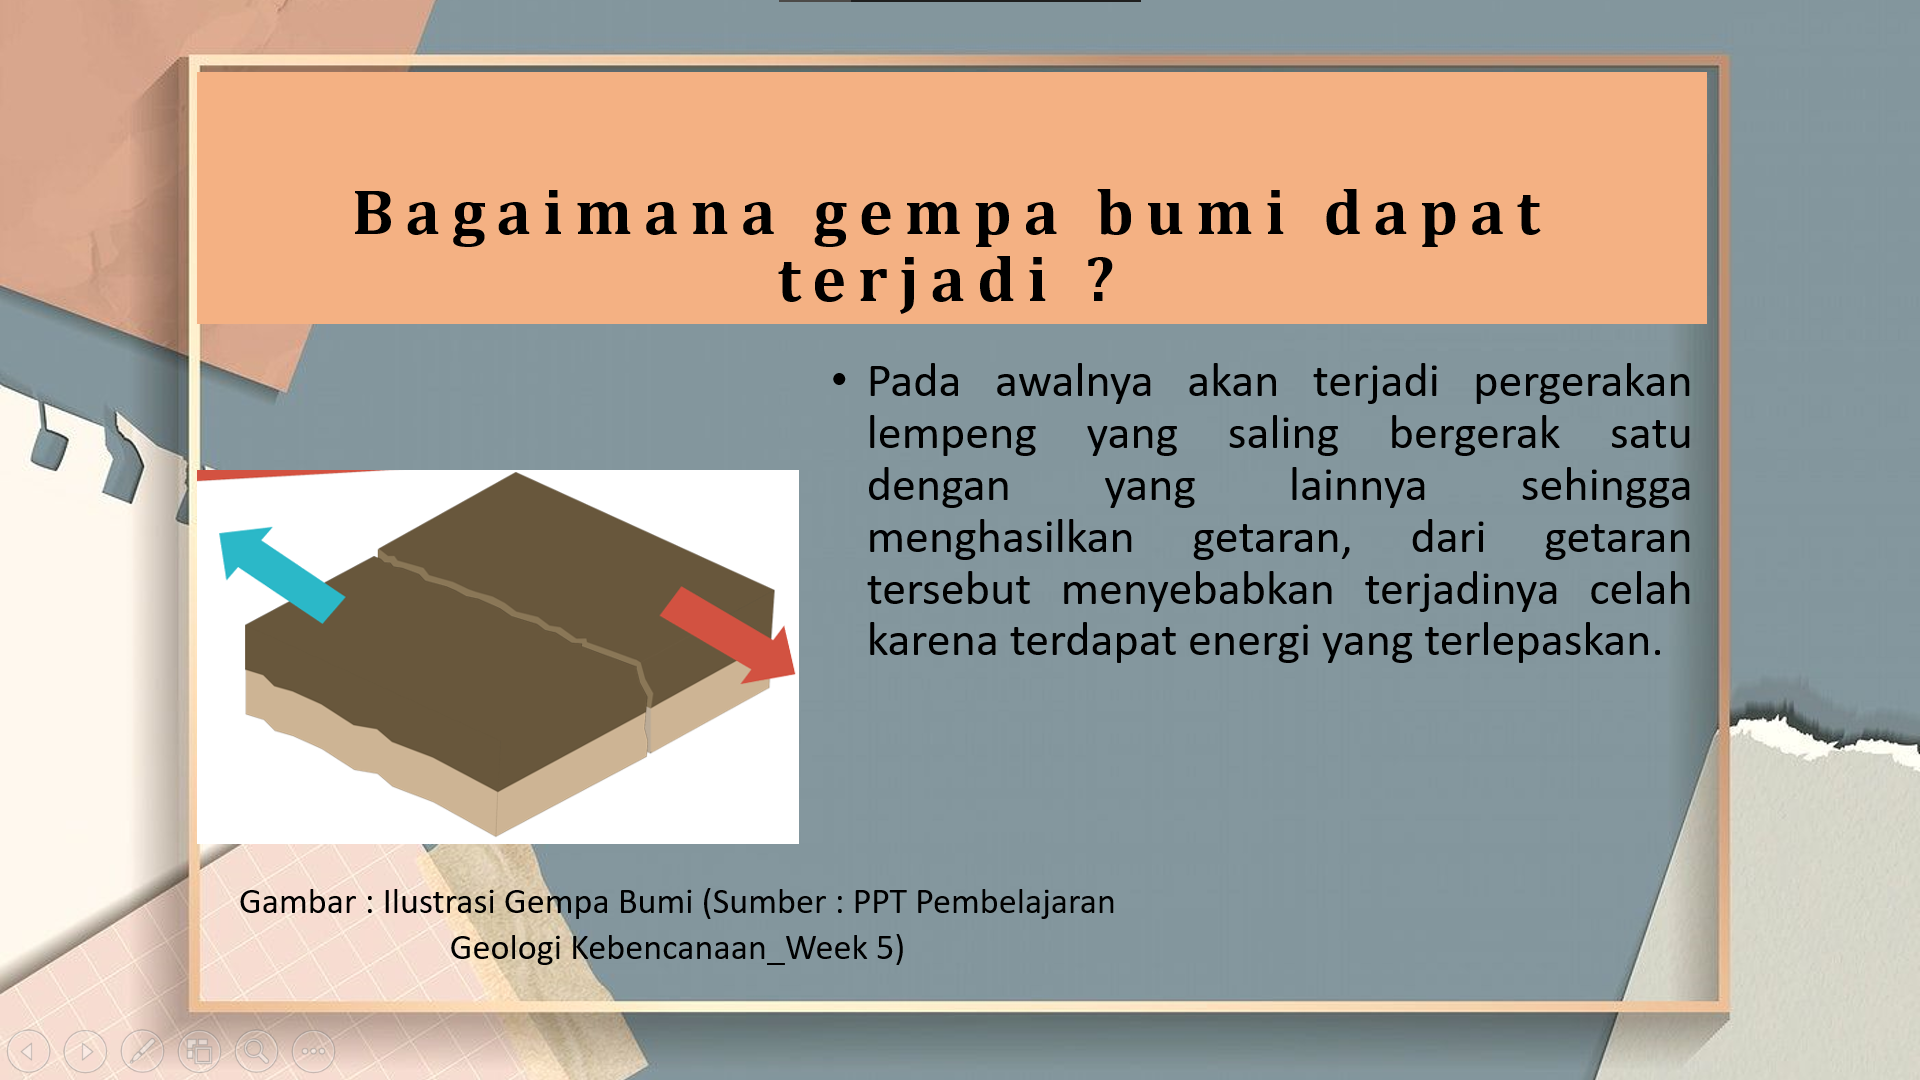 Bagaimana gempa bumi dapat
terjadi ?
• Pada awalnya akan terjadi pergerakan
lempeng yang saling bergerak satu
dengan yang lainnya sehingga
menghasilkan getaran, dari getaran
tersebut menyebabkan terjadinya celah
karena terdapat energi yang terlepaskan.
Gambar : Ilustrasi Gempa Bumi (Sumber : PPT Pembelajaran
Geologi Kebencanaan_Week 5)